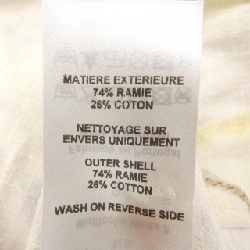 MATIERE EXTERIEURE
74% RAMIE
26% COTON
NETTOYAGE SUR
ENVERS UNIQUEMENT
OUTER SHELL
74% RAMIE
26% COTTON
WASH ON REVERSE SIDE